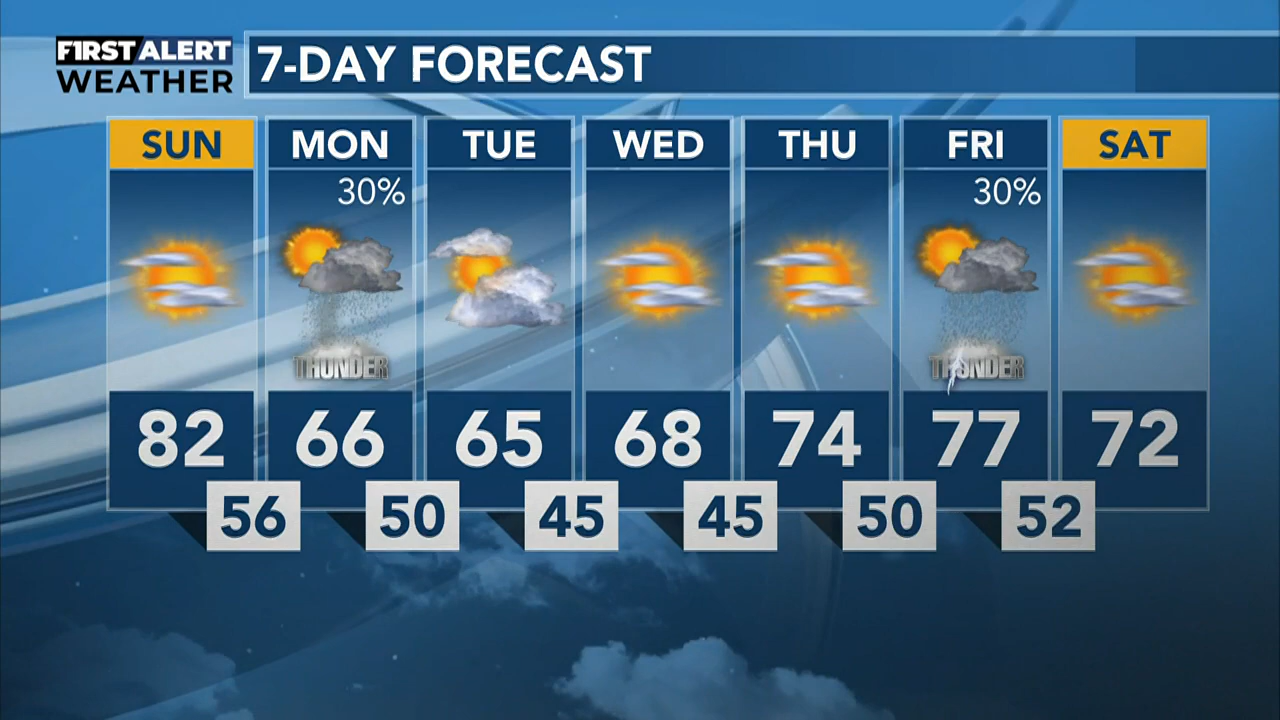 FIRST ALERT
WEATHER
7-DAY FORECAST
SUN MON TUE WED THU FRI SAT
30% 30%
THUNDER THUNDER
82 66 65 68 74 77 72
56 50 45 45 50 52